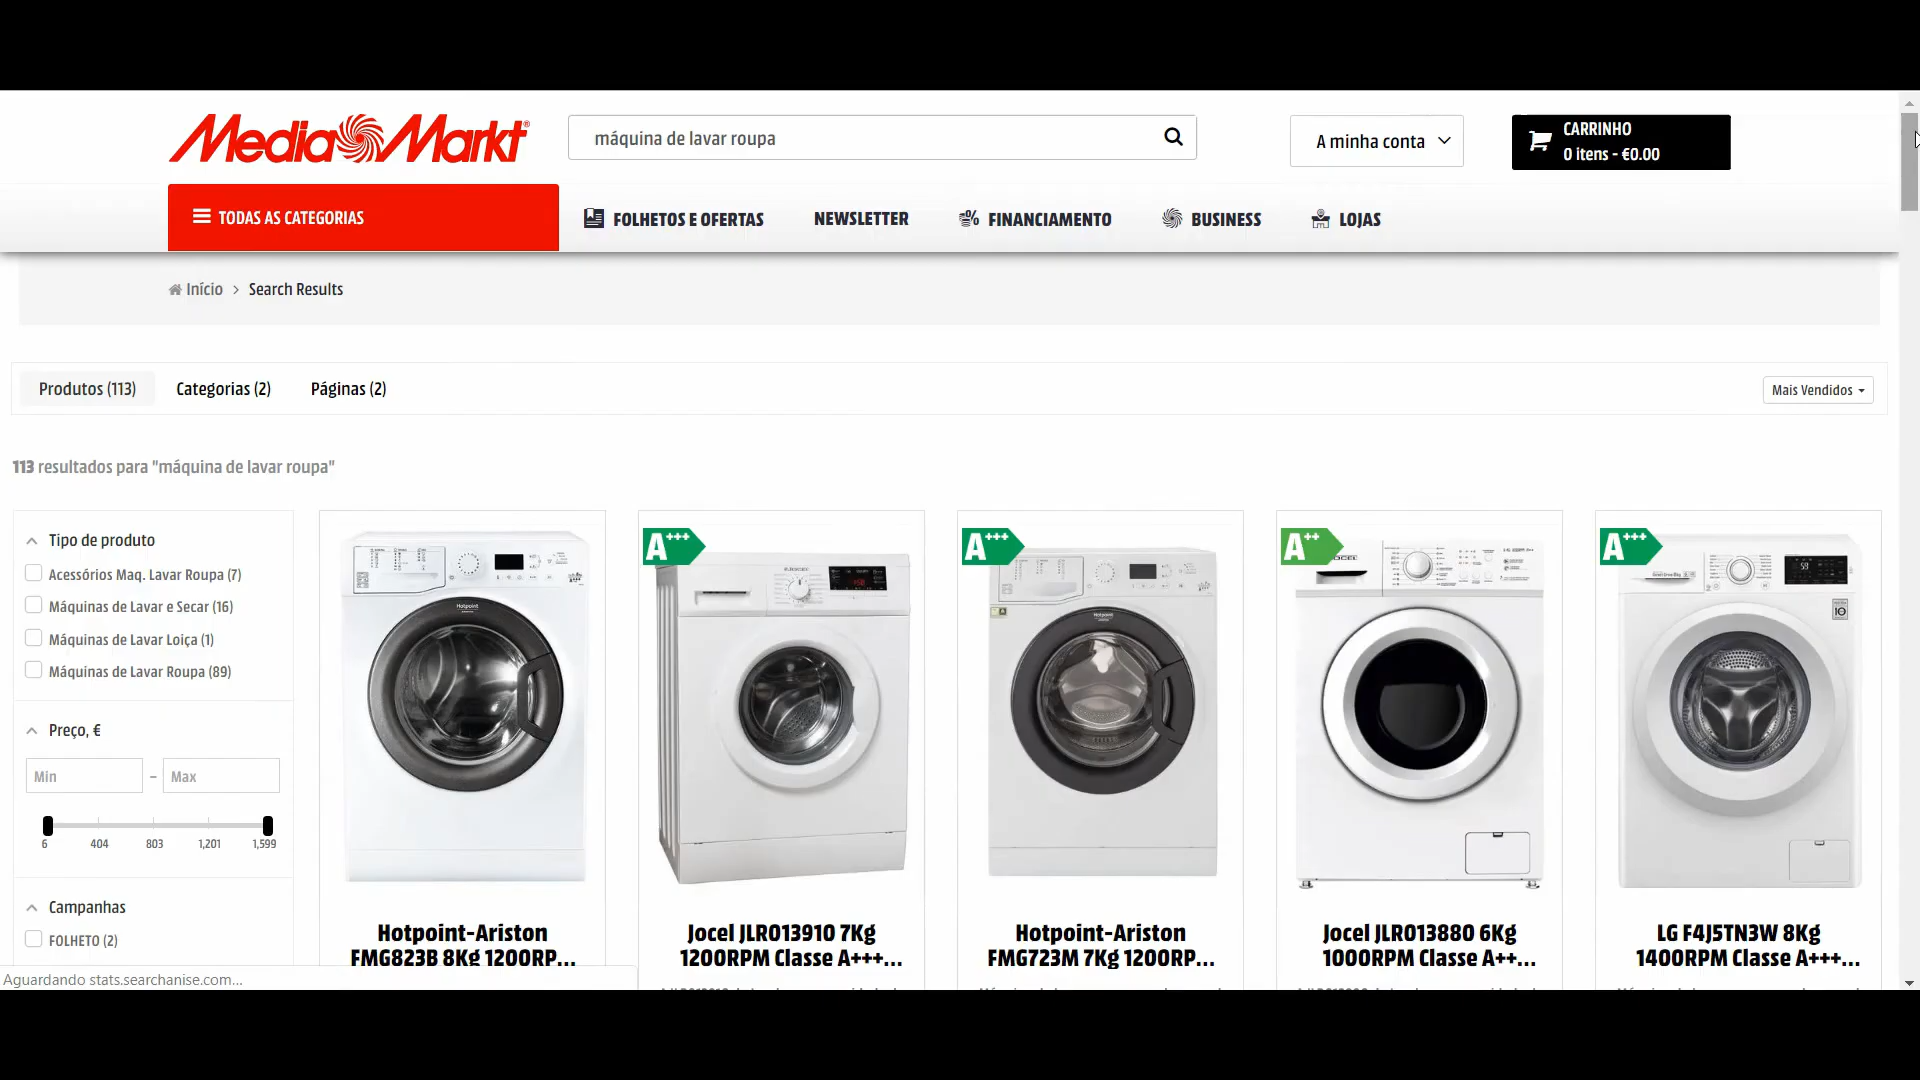 Media Markt
máquina de lavar roupa
A minha conta
CARRINHO
0 itens - €0.00
TODAS AS CATEGORIAS
FOLHETOS E OFERTAS
NEWSLETTER
FINANCIAMENTO
BUSINESS
LOJAS
Início > Search Results
Produtos (113)
Categorias (2)
Páginas (2)
Mais Vendidos
113 resultados para "máquina de lavar roupa"
Tipo de produto
Acessórios Maq. Lavar Roupa (7)
Máquinas de Lavar e Secar (16)
Máquinas de Lavar Loiça (1)
Máquinas de Lavar Roupa (89)
Preço, €
Min – Max
6 404 803 1,201 1,599
Campanhas
FOLHETO (2)
Hotpoint
Hotpoint-Ariston
FMG823B 8Kg 1200RP...
A+++
Jocel JLR013910 7Kg
1200RPM Classe A+++...
A+++
Hotpoint
Hotpoint-Ariston
FMG723M 7Kg 1200RP...
A++
Jocel JLR013880 6Kg
1000RPM Classe A++...
A+++
10
LG F4J5TN3W 8Kg
1400RPM Classe A+++...
Aguardando stats.searchanise.com...